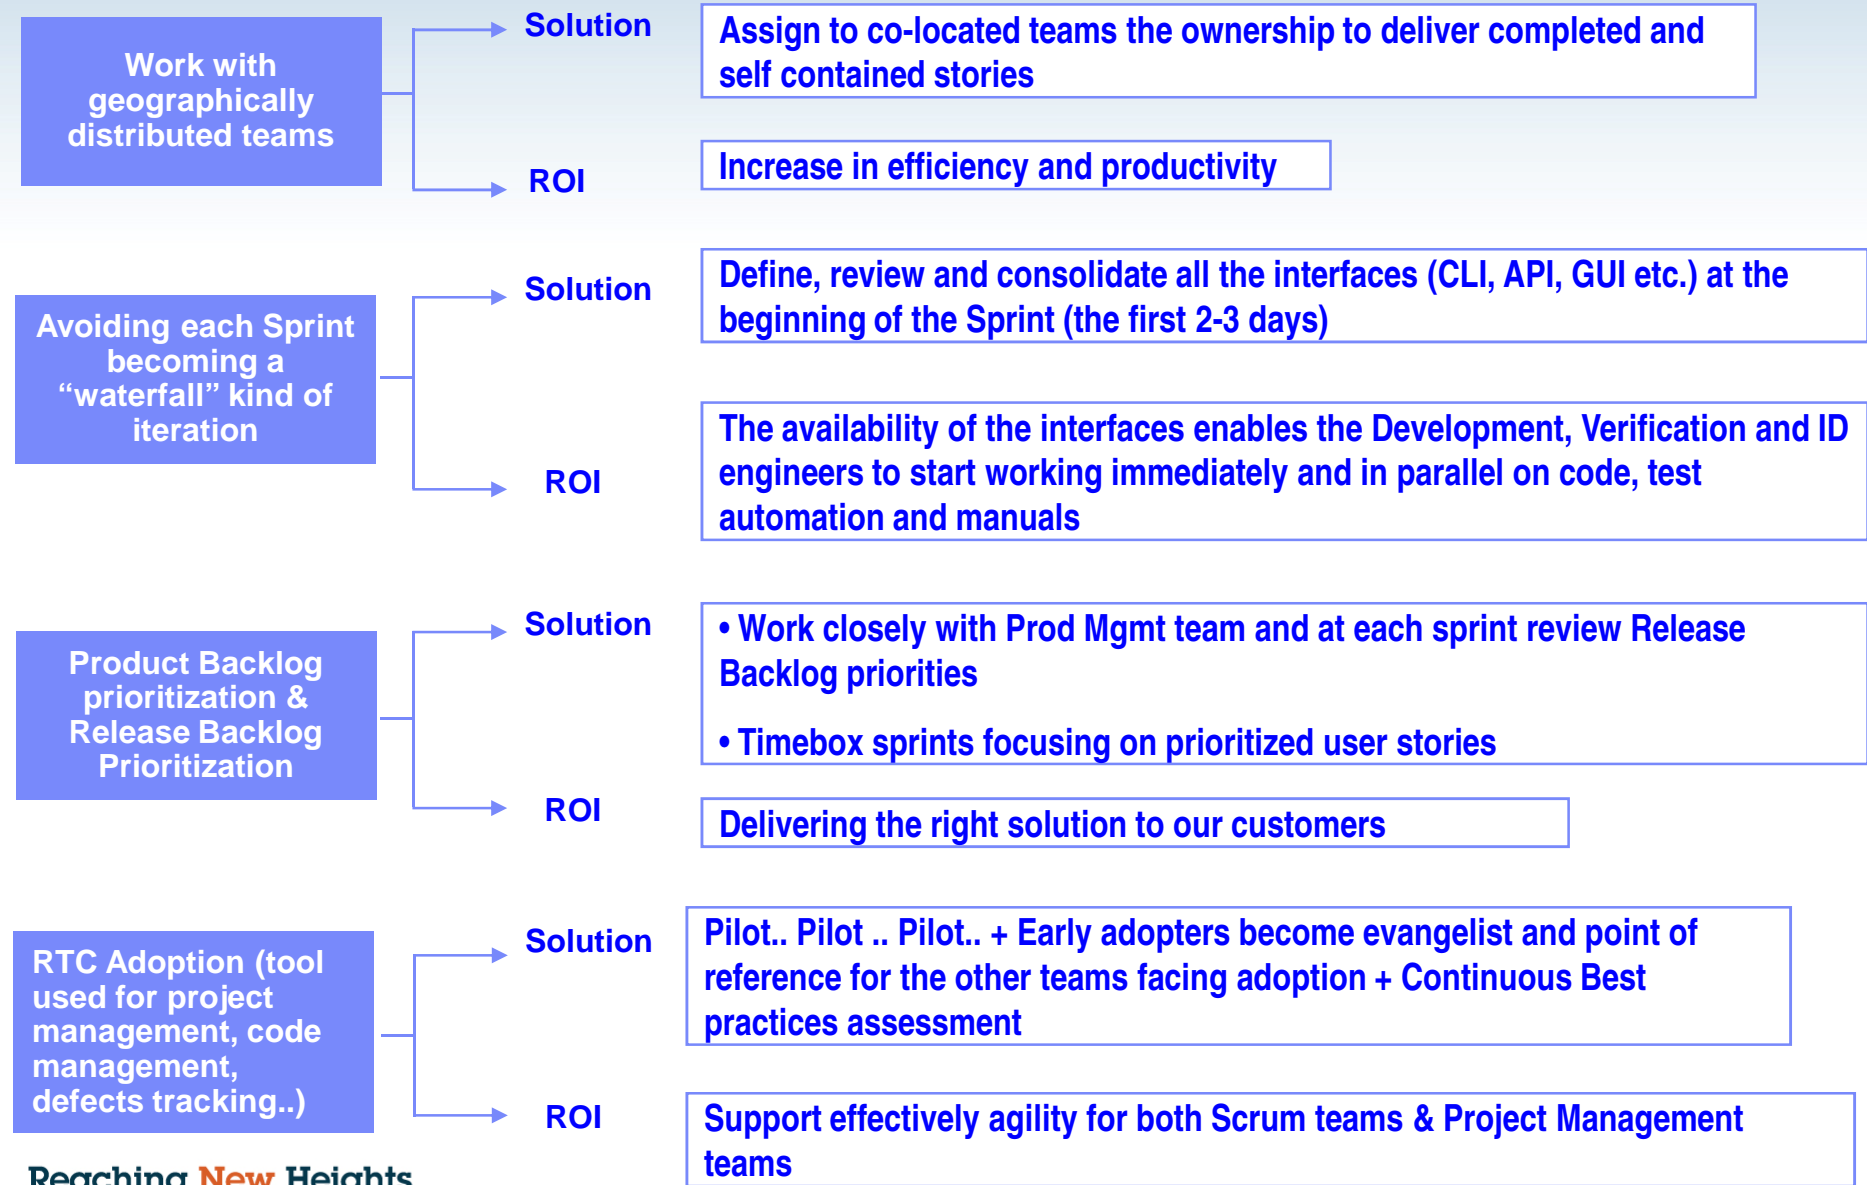 Work with
geographically
distributed teams
Solution
Assign to co-located teams the ownership to deliver completed and
self contained stories
ROI
Increase in efficiency and productivity
Avoiding each Sprint
becoming a
“waterfall” kind of
iteration
Solution
Define, review and consolidate all the interfaces (CLI, API, GUI etc.) at the
beginning of the Sprint (the first 2-3 days)
ROI
The availability of the interfaces enables the Development, Verification and ID
engineers to start working immediately and in parallel on code, test
automation and manuals
Product Backlog
prioritization &
Release Backlog
Prioritization
Solution
• Work closely with Prod Mgmt team and at each sprint review Release
Backlog priorities
• Timebox sprints focusing on prioritized user stories
ROI
Delivering the right solution to our customers
RTC Adoption (tool
used for project
management, code
management,
defects tracking..)
Solution
Pilot.. Pilot .. Pilot.. + Early adopters become evangelist and point of
reference for the other teams facing adoption + Continuous Best
practices assessment
ROI
Support effectively agility for both Scrum teams & Project Management
teams
Reaching New Heights